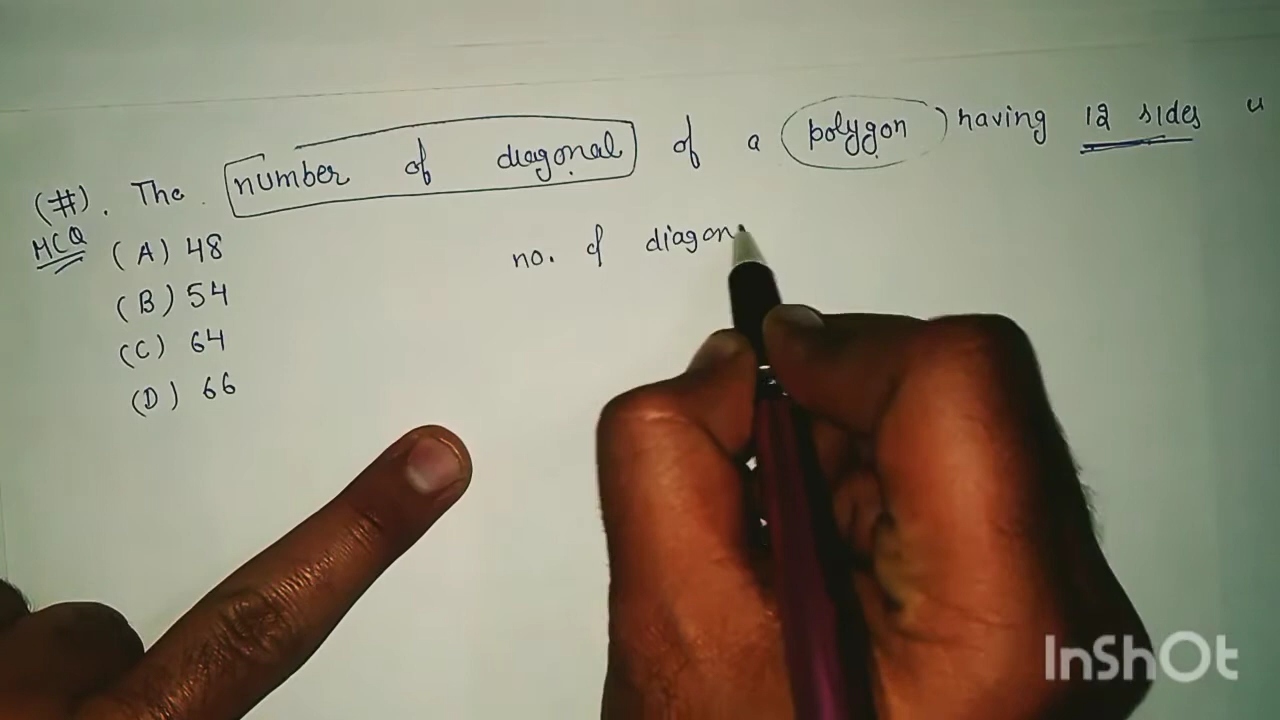 (#). The number of diagonal of a polygon having 12 sides
MCQ
(A) 48
(B) 54
(C) 64
(D) 66
no. of diagon
InShOt